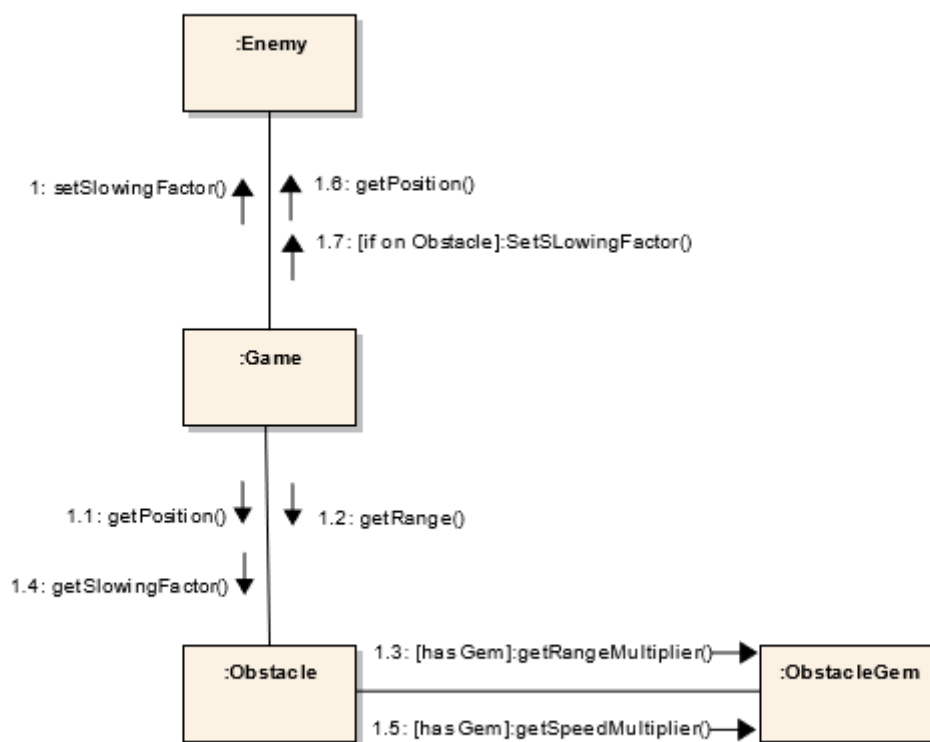 :Enemy
1: setSlowingFactor()
1.6: getPosition()
1.7: [if on Obstacle]:SetSLowingFactor()
:Game
1.1: getPosition()
1.2: getRange()
1.4: getSlowingFactor()
:Obstacle
1.3: [has Gem]:getRangeMultiplier()
:ObstacleGem
1.5: [has Gem]:getSpeedMultiplier()